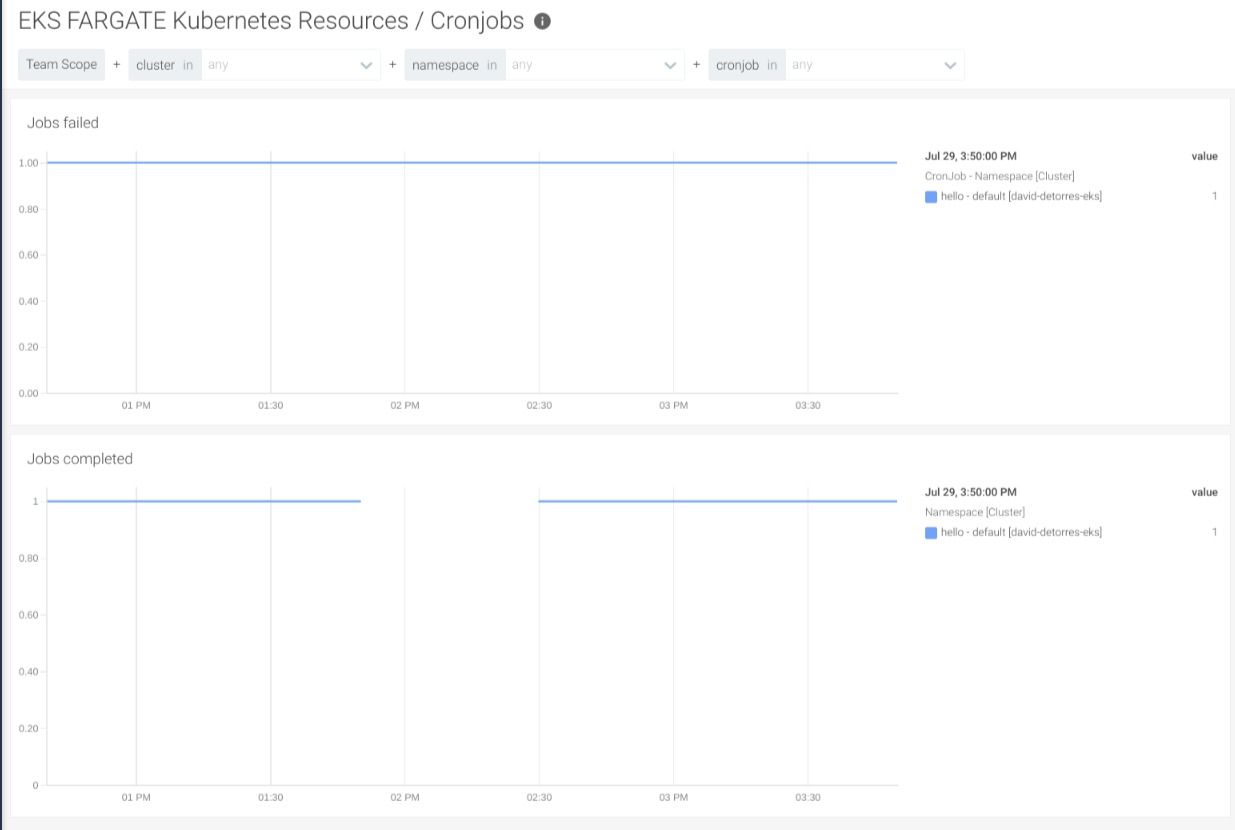 EKS FARGATE Kubernetes Resources / Cronjobs i
Team Scope + cluster in any + namespace in any + cronjob in any
Jobs failed
1.00
0.80
0.60
0.40
0.20
0.00
01 PM 01:30 02 PM 02:30 03 PM 03:30
Jul 29, 3:50:00 PM value
CronJob - Namespace [Cluster]
hello - default [david-detorres-eks] 1
Jobs completed
1
0.80
0.60
0.40
0.20
0
01 PM 01:30 02 PM 02:30 03 PM 03:30
Jul 29, 3:50:00 PM value
Namespace [Cluster]
hello - default [david-detorres-eks] 1